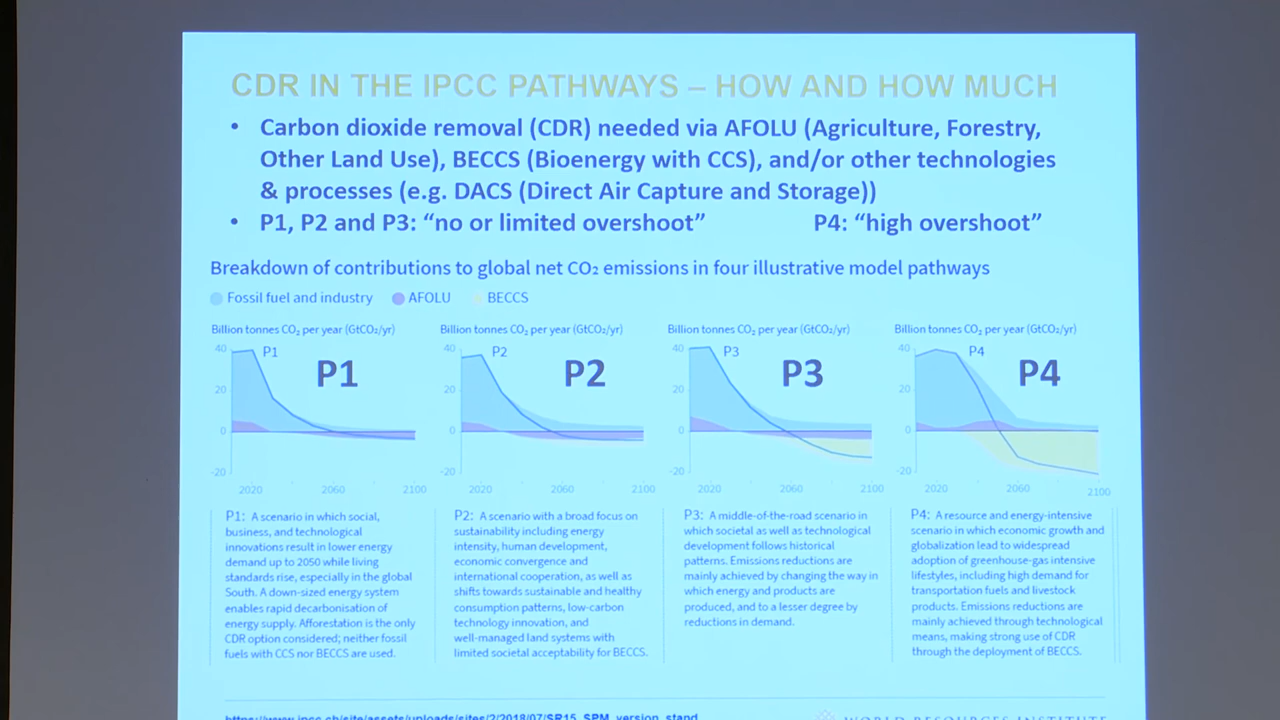 CDR IN THE IPCC PATHWAYS – HOW AND HOW MUCH
• Carbon dioxide removal (CDR) needed via AFOLU (Agriculture, Forestry,
Other Land Use), BECCS (Bioenergy with CCS), and/or other technologies
& processes (e.g. DACS (Direct Air Capture and Storage))
• P1, P2 and P3: “no or limited overshoot” P4: “high overshoot”
Breakdown of contributions to global net CO₂ emissions in four illustrative model pathways
Fossil fuel and industry AFOLU BECCS
Billion tonnes CO₂ per year (GtCO₂/yr)
40
20
0
-20
P1
P1
2020 2060 2100
Billion tonnes CO₂ per year (GtCO₂/yr)
40
20
0
-20
P2
P2
2020 2060 2100
Billion tonnes CO₂ per year (GtCO₂/yr)
40
20
0
-20
P3
P3
2020 2060 2100
Billion tonnes CO₂ per year (GtCO₂/yr)
40
20
0
-20
P4
P4
2020 2060 2100
P1: A scenario in which social,
business, and technological
innovations result in lower energy
demand up to 2050 while living
standards rise, especially in the global
South. A down-sized energy system
enables rapid decarbonisation of
energy supply. Afforestation is the only
CDR option considered; neither fossil
fuels with CCS nor BECCS are used.
P2: A scenario with a broad focus on
sustainability including energy
intensity, human development,
economic convergence and
international cooperation, as well as
shifts towards sustainable and healthy
consumption patterns, low-carbon
technology innovation, and
well-managed land systems with
limited societal acceptability for BECCS.
P3: A middle-of-the-road scenario in
which societal as well as technological
development follows historical
patterns. Emissions reductions are
mainly achieved by changing the way in
which energy and products are
produced, and to a lesser degree by
reductions in demand.
P4: A resource and energy-intensive
scenario in which economic growth and
globalization lead to widespread
adoption of greenhouse-gas intensive
lifestyles, including high demand for
transportation fuels and livestock
products. Emissions reductions are
mainly achieved through technological
means, making strong use of CDR
through the deployment of BECCS.
https://www.ipcc.ch/site/assets/uploads/sites/2/2018/07/SR15_SPM_version_stand
WORLD RESOURCES INSTITUTE